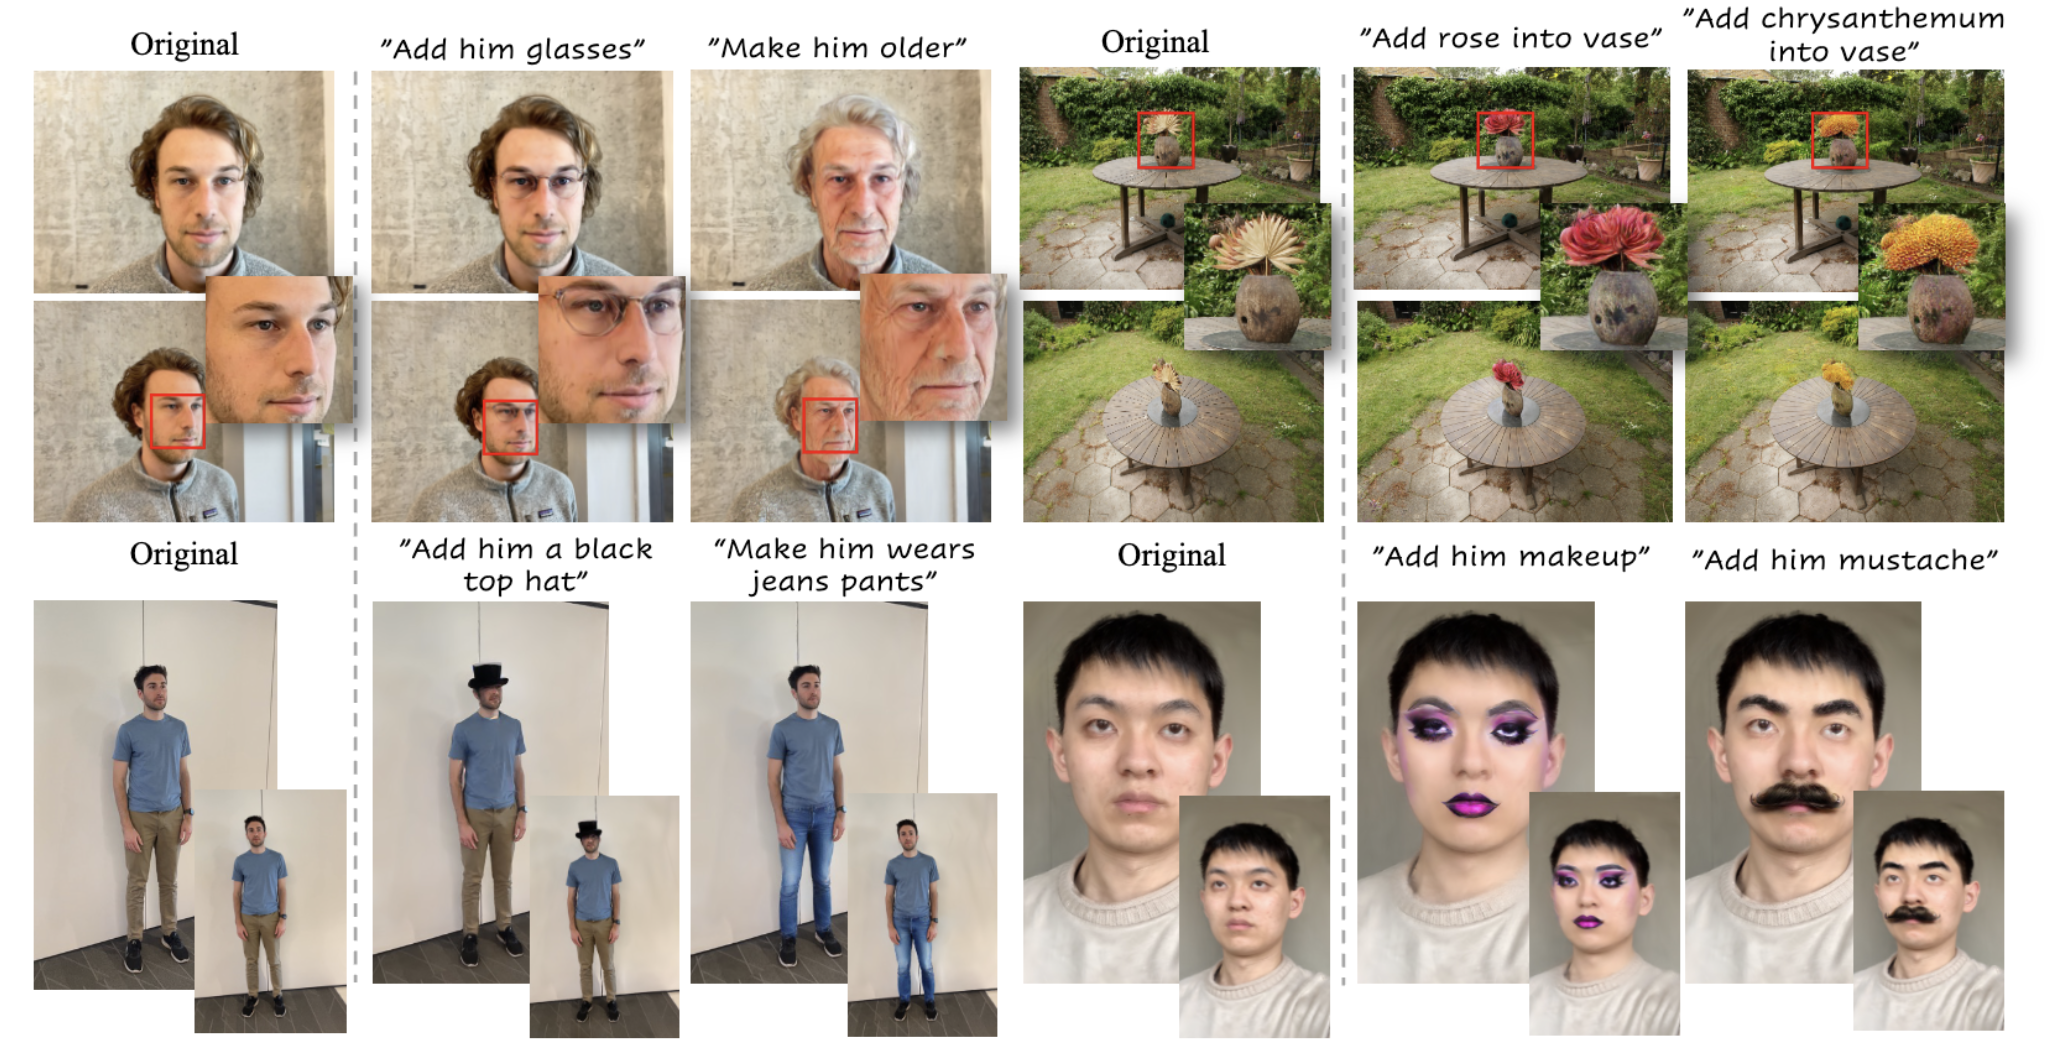 Original
"Add him glasses"
"Make him older"
Original
"Add rose into vase"
"Add chrysanthemum
into vase"
Original
"Add him a black
top hat"
"Make him wears
jeans pants"
Original
"Add him makeup"
"Add him mustache"